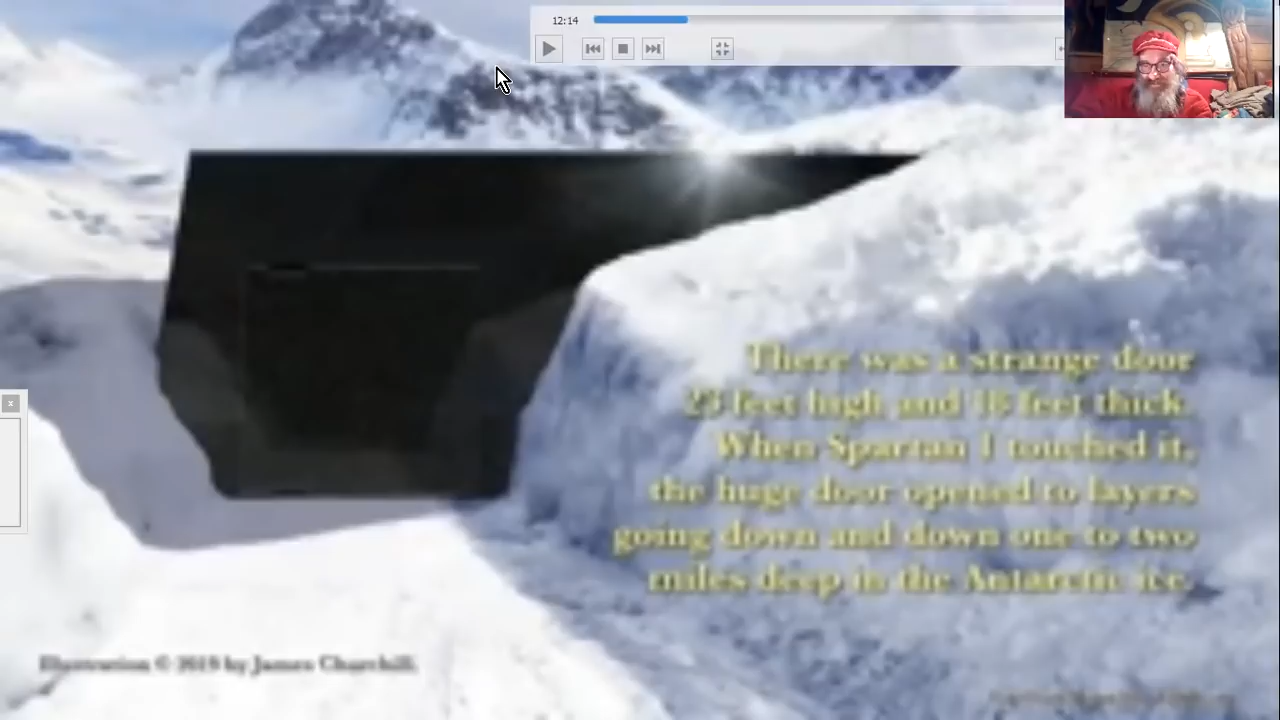 12:14
There was a strange door
23 feet high and 18 feet thick.
When Spartan 1 touched it,
the huge door opened to layers
going down and down one to two
miles deep in the Antarctic ice.
Illustration © 2019 by James Churchill.